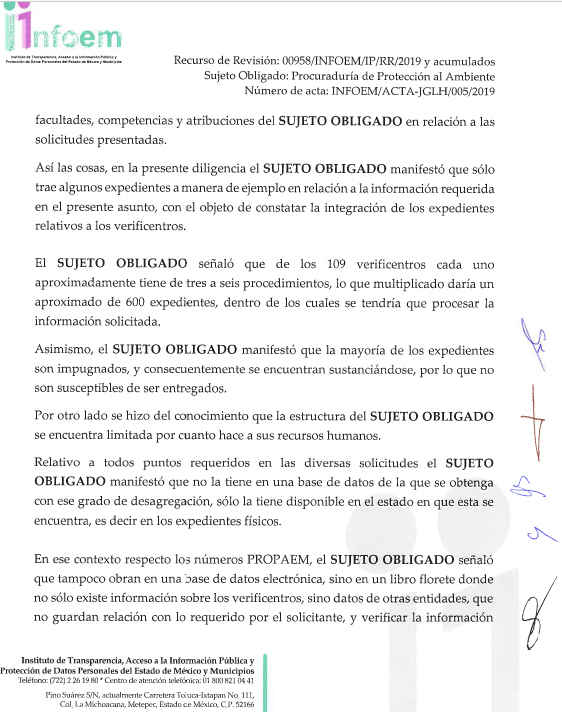 infoem
Instituto de Transparencia, Acceso a la Información Pública y
Protección de Datos Personales del Estado de México y Municipios
Recurso de Revisión: 00958/INFOEM/IP/RR/2019 y acumulados
Sujeto Obligado: Procuraduría de Protección al Ambiente
Número de acta: INFOEM/ACTA-JGLH/005/2019
facultades, competencias y atribuciones del SUJETO OBLIGADO en relación a las
solicitudes presentadas.
Así las cosas, en la presente diligencia el SUJETO OBLIGADO manifestó que sólo
trae algunos expedientes a manera de ejemplo en relación a la información requerida
en el presente asunto, con el objeto de constatar la integración de los expedientes
relativos a los verificentros.
El SUJETO OBLIGADO señaló que de los 109 verificentros cada uno
aproximadamente tiene de tres a seis procedimientos, lo que multiplicado daría un
aproximado de 600 expedientes, dentro de los cuales se tendría que procesar la
información solicitada.
Asimismo, el SUJETO OBLIGADO manifestó que la mayoría de los expedientes
son impugnados, y consecuentemente se encuentran sustanciándose, por lo que no
son susceptibles de ser entregados.
Por otro lado se hizo del conocimiento que la estructura del SUJETO OBLIGADO
se encuentra limitada por cuanto hace a sus recursos humanos.
Relativo a todos puntos requeridos en las diversas solicitudes el SUJETO
OBLIGADO manifestó que no la tiene en una base de datos de la que se obtenga
con ese grado de desagregación, sólo la tiene disponible en el estado en que esta se
encuentra, es decir en los expedientes físicos.
En ese contexto respecto los números PROPAEM, el SUJETO OBLIGADO señaló
que tampoco obran en una base de datos electrónica, sino en un libro florete donde
no sólo existe información sobre los verificentros, sino datos de otras entidades, que
no guardan relación con lo requerido por el solicitante, y verificar la información
Instituto de Transparencia, Acceso a la Información Pública y
Protección de Datos Personales del Estado de México y Municipios
Teléfono: (722) 2 26 19 80 * Centro de atención telefónica: 01 800 821 04 41
Pino Suárez S/N, actualmente Carretera Toluca-Ixtapan No. 111,
Col. La Michoacana, Metepec, Estado de México, C.P. 52166